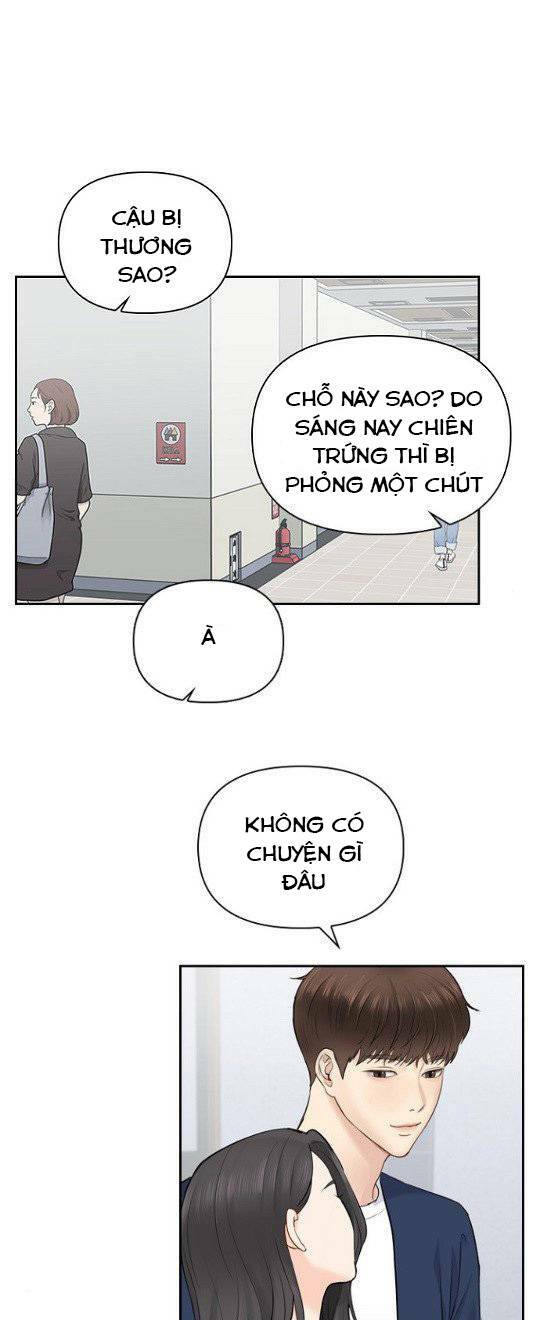 CẬU BỊ
THƯƠNG
SAO?
CHỖ NÀY SAO? DO
SÁNG NAY CHIÊN
TRỨNG THÌ BỊ
PHỎNG MỘT CHÚT
À
KHÔNG CÓ
CHUYỆN GÌ
ĐÂU